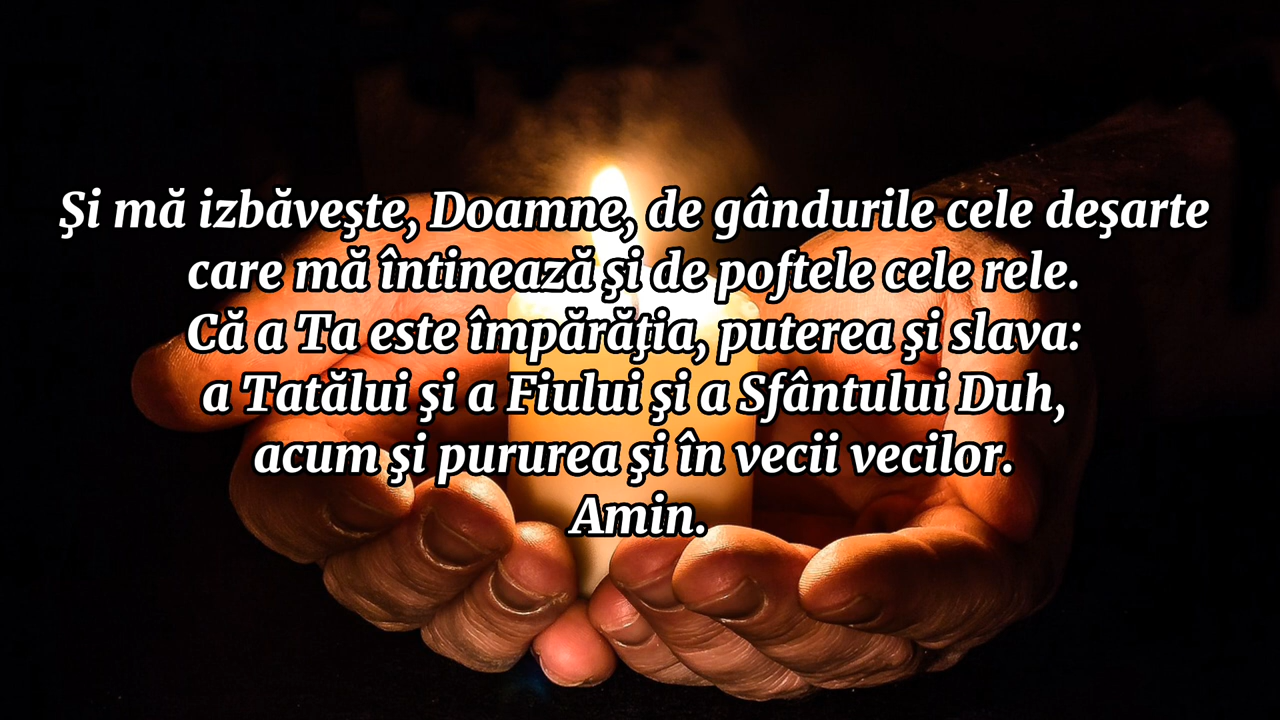 Şi mă izbăveşte, Doamne, de gândurile cele deşarte
care mă întinează şi de poftele cele rele.
Că a Ta este împărăţia, puterea şi slava:
a Tatălui şi a Fiului şi a Sfântului Duh,
acum şi pururea şi în vecii vecilor.
Amin.